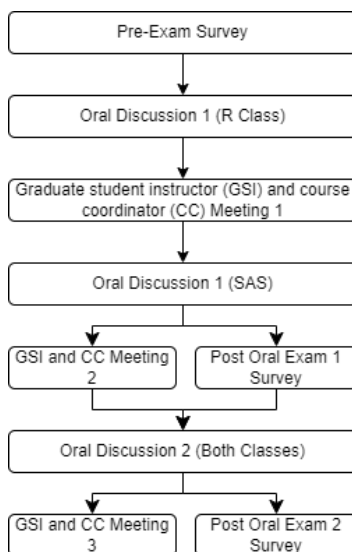 Pre-Exam Survey
Oral Discussion 1 (R Class)
Graduate student instructor (GSI) and course
coordinator (CC) Meeting 1
Oral Discussion 1 (SAS)
GSI and CC Meeting
2
Post Oral Exam 1
Survey
Oral Discussion 2 (Both Classes)
GSI and CC Meeting
3
Post Oral Exam 2
Survey